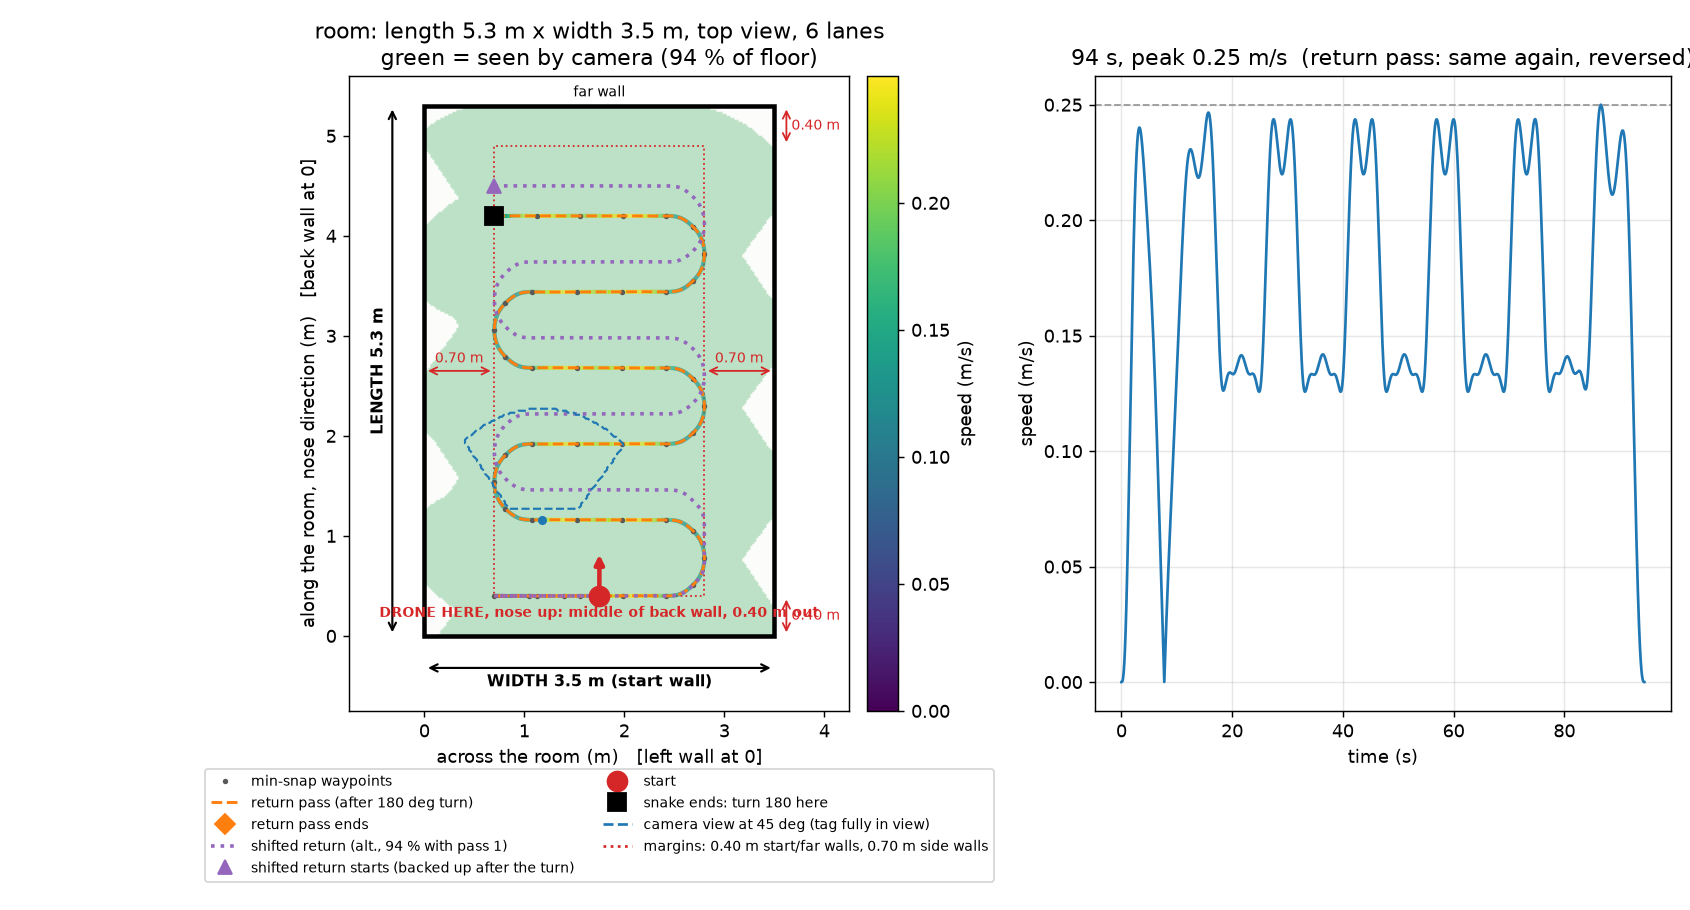 room: length 5.3 m x width 3.5 m, top view, 6 lanes
green = seen by camera (94 % of floor)
far wall
0.40 m
5
4
3
2
1
0
along the room, nose direction (m)   [back wall at 0]
LENGTH 5.3 m
0.70 m
0.70 m
DRONE HERE, nose up: middle of back wall, 0.40 m out
0.40 m
WIDTH 3.5 m (start wall)
0
1
2
3
4
across the room (m)   [left wall at 0]
0.20
0.15
0.10
0.05
0.00
speed (m/s)
94 s, peak 0.25 m/s  (return pass: same again, reversed)
0.25
0.20
0.15
0.10
0.05
0.00
speed (m/s)
0
20
40
60
80
time (s)
min-snap waypoints
return pass (after 180 deg turn)
return pass ends
shifted return (alt., 94 % with pass 1)
shifted return starts (backed up after the turn)
start
snake ends: turn 180 here
camera view at 45 deg (tag fully in view)
margins: 0.40 m start/far walls, 0.70 m side walls